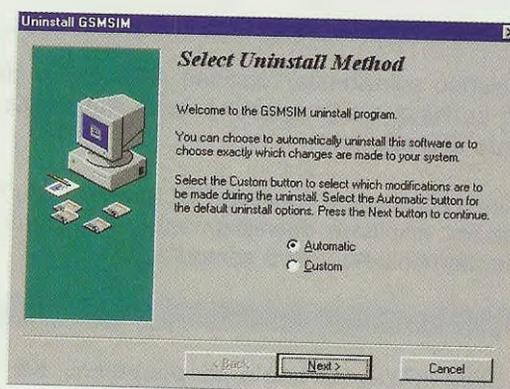 Uninstall GSMSIM
Select Uninstall Method
Welcome to the GSMSIM uninstall program.
You can choose to automatically uninstall this software or to
choose exactly which changes are made to your system.
Select the Custom button to select which modifications are to
be made during the uninstall. Select the Automatic button for
the default uninstall options. Press the Next button to continue.
Automatic
Custom
< Back
Next >
Cancel